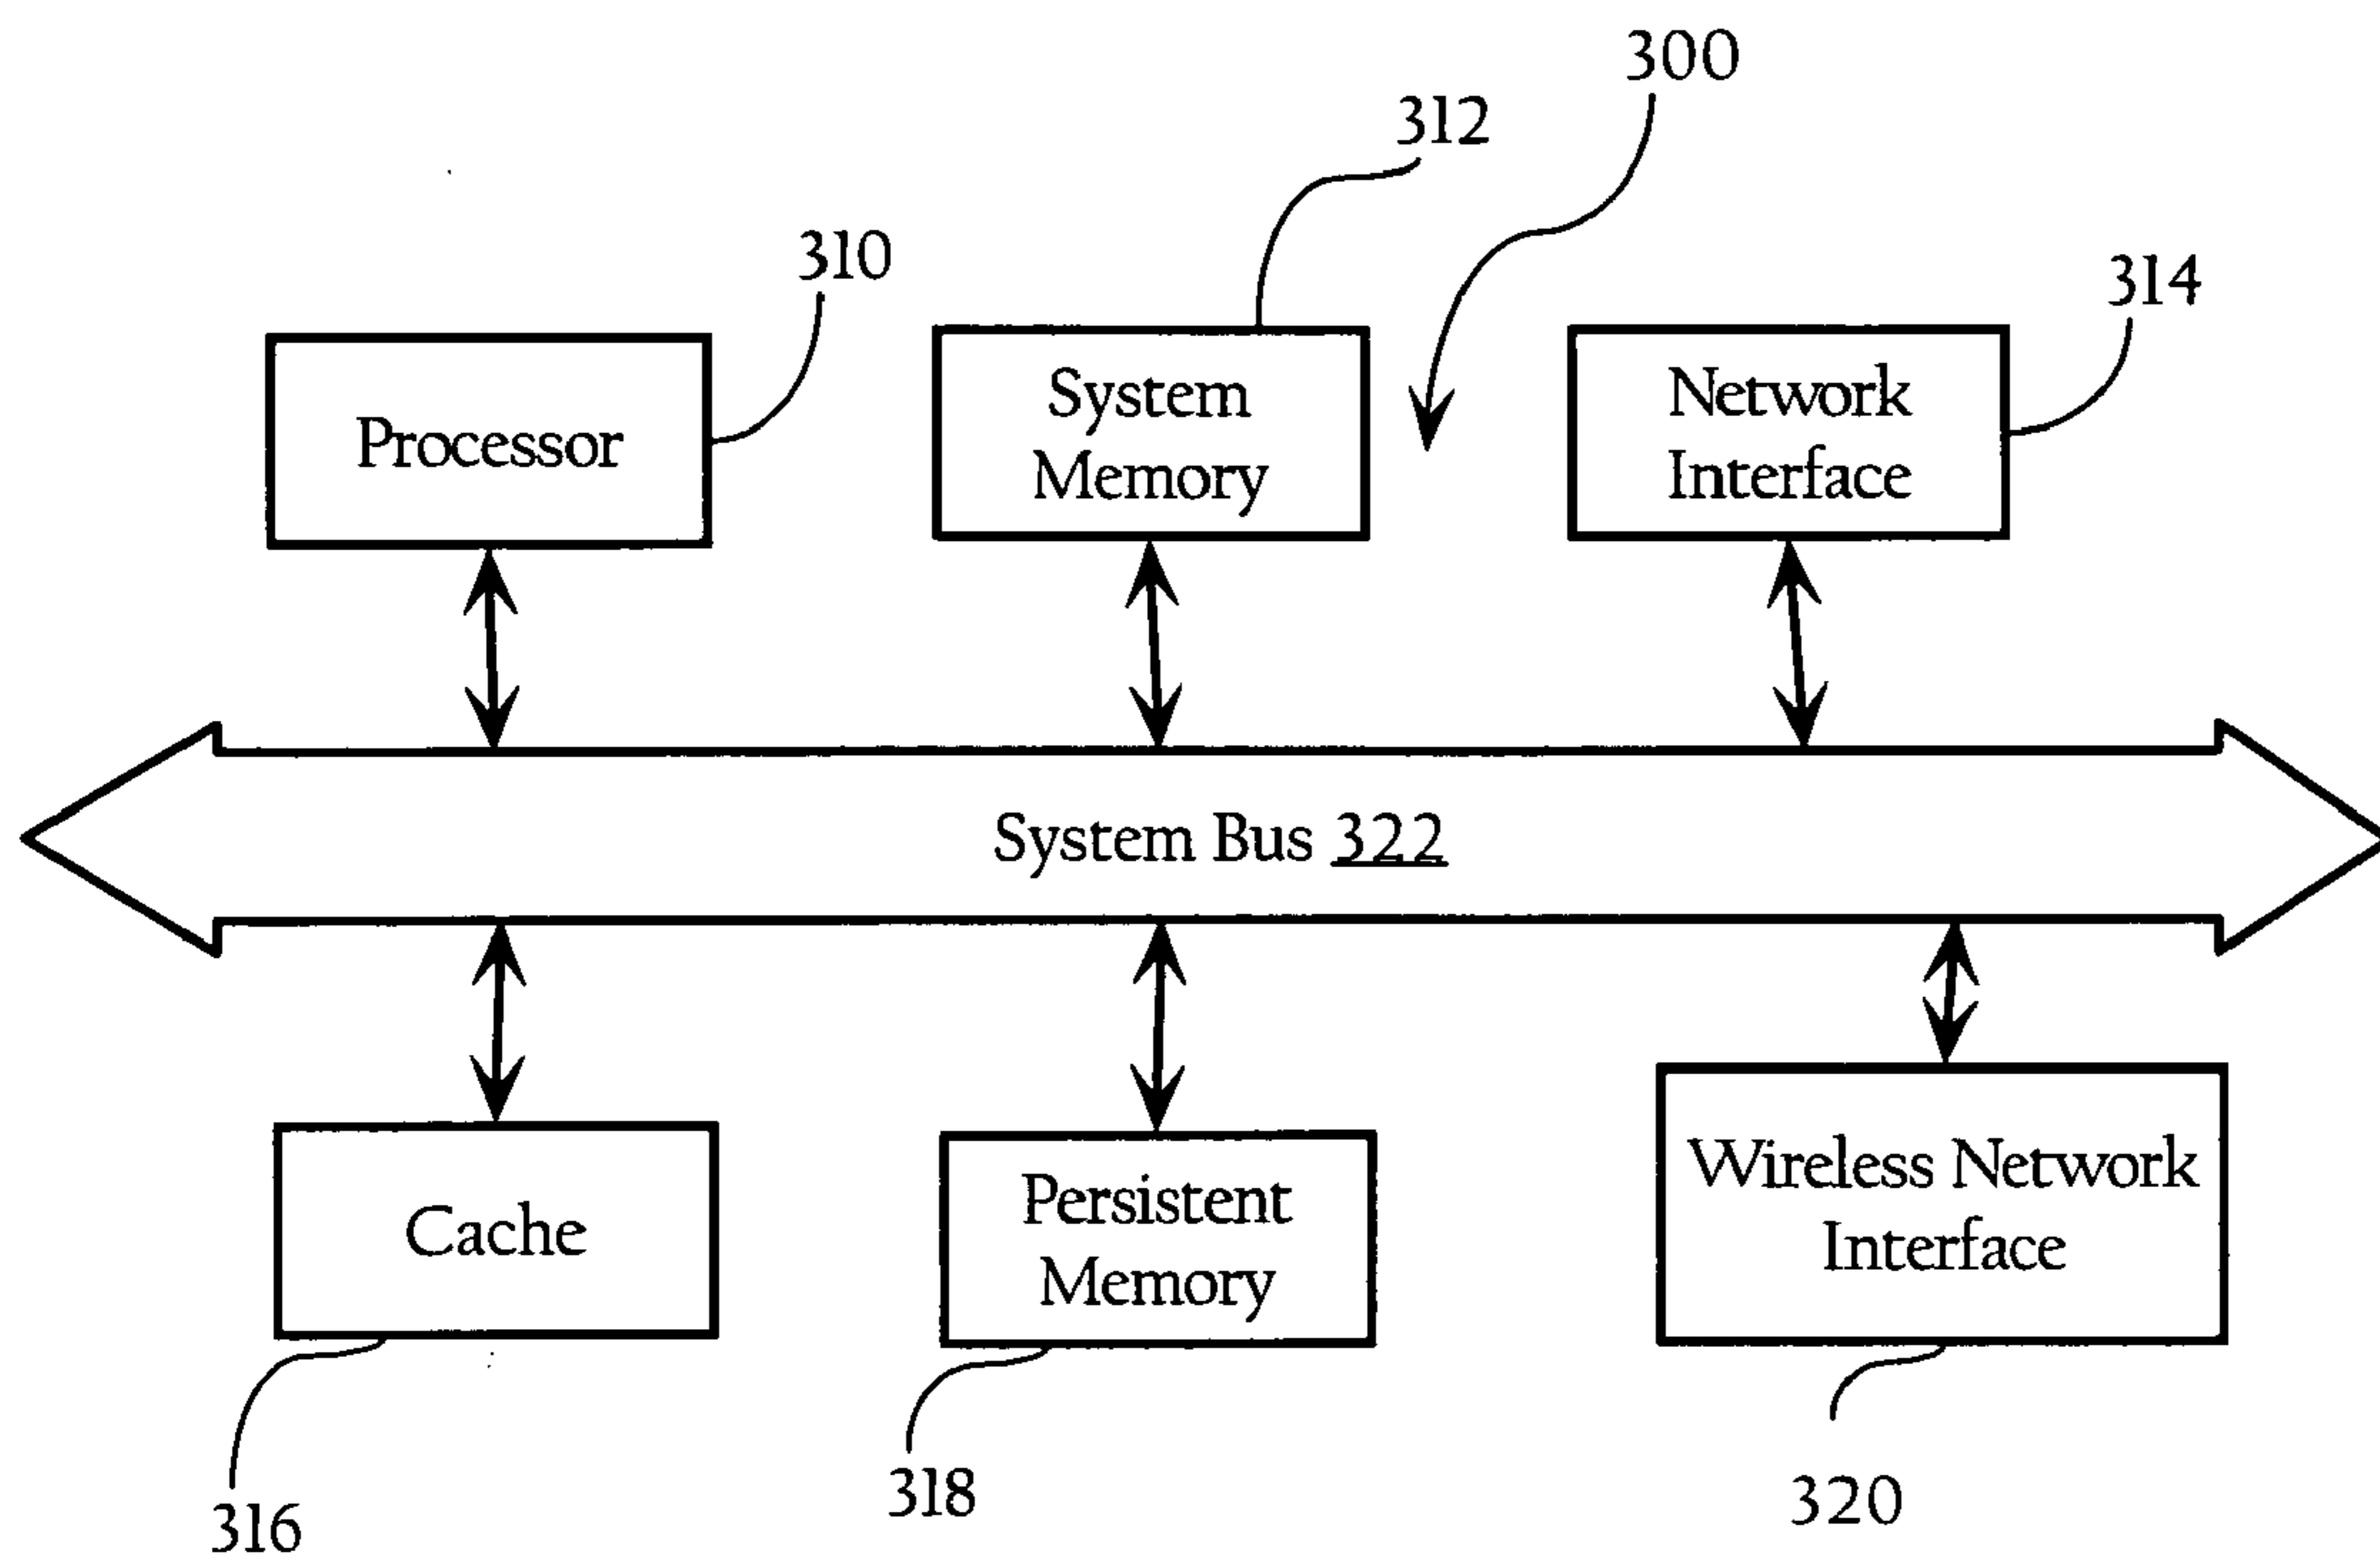 300
312
310
314
Processor
System
Memory
Network
Interface
System Bus 322
Cache
Persistent
Memory
Wireless Network
Interface
316
318
320